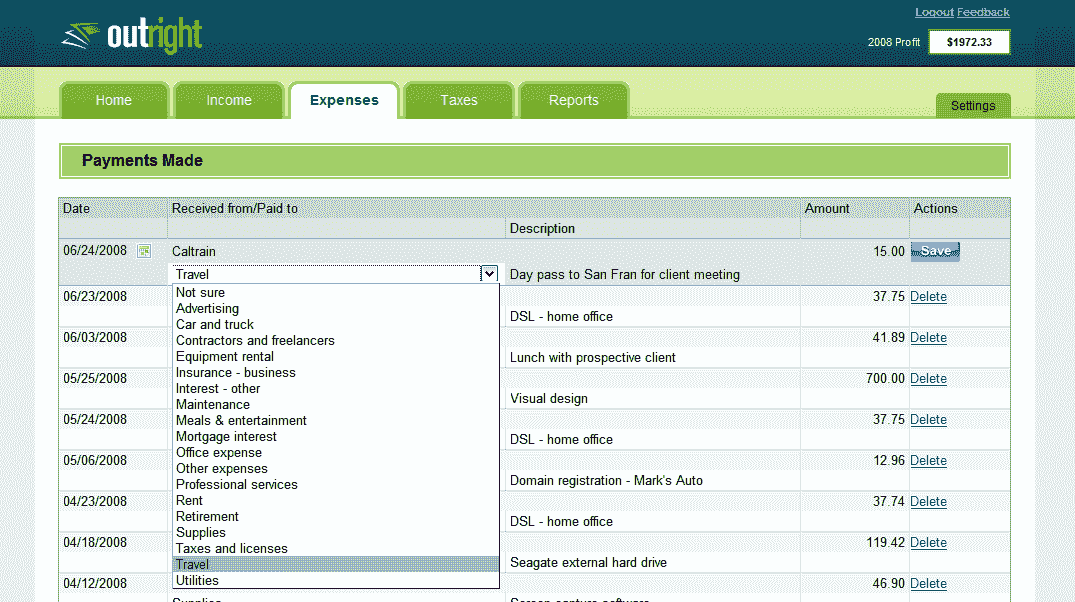 Logout Feedback
outright
2008 Profit $1972.33
Home Income Expenses Taxes Reports
Settings
Payments Made
Date Received from/Paid to Amount Actions
Description
06/24/2008 Caltrain 15.00 Save
Travel Day pass to San Fran for client meeting
Not sure
06/23/2008 37.75 Delete
Advertising
DSL - home office
Car and truck
06/03/2008 41.89 Delete
Contractors and freelancers
Equipment rental Lunch with prospective client
Insurance - business
05/25/2008 700.00 Delete
Interest - other
Maintenance Visual design
Meals & entertainment
05/24/2008 37.75 Delete
Mortgage interest
DSL - home office
Office expense
05/06/2008 12.96 Delete
Other expenses
Professional services Domain registration - Mark's Auto
Rent
04/23/2008 37.74 Delete
Retirement
DSL - home office
Supplies
04/18/2008 119.42 Delete
Taxes and licenses
Travel Seagate external hard drive
Utilities
04/12/2008 46.90 Delete
Supplies Screen capture software